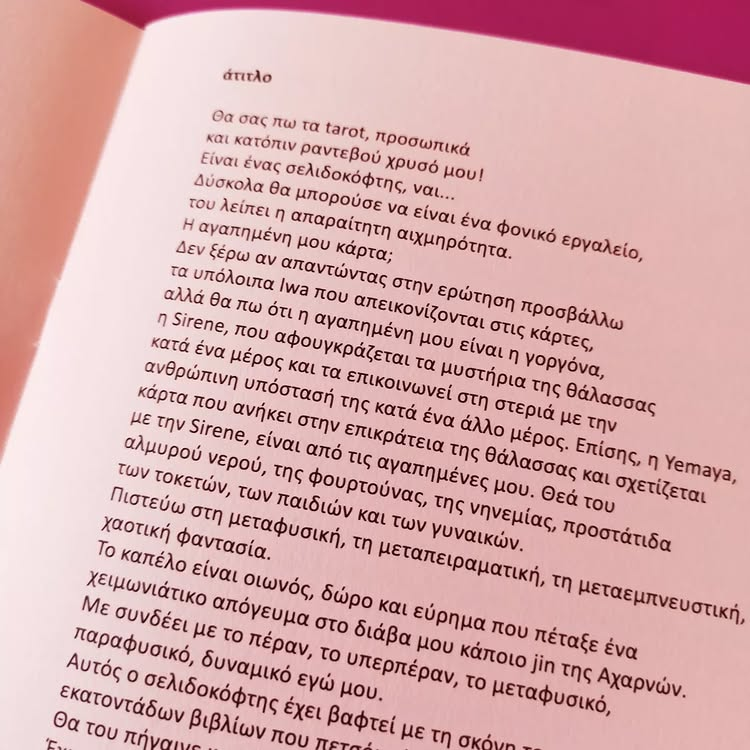 άτιτλο
Θα σας πω τα tarot, προσωπικά
και κατόπιν ραντεβού χρυσό μου!
Είναι ένας σελιδοκόφτης, ναι...
Δύσκολα θα μπορούσε να είναι ένα φονικό εργαλείο,
του λείπει η απαραίτητη αιχμηρότητα.
Η αγαπημένη μου κάρτα;
Δεν ξέρω αν απαντώντας στην ερώτηση προσβάλλω
τα υπόλοιπα lwa που απεικονίζονται στις κάρτες,
αλλά θα πω ότι η αγαπημένη μου είναι η γοργόνα,
η Sirene, που αφουγκράζεται τα μυστήρια της θάλασσας
κατά ένα μέρος και τα επικοινωνεί στη στεριά με την
ανθρώπινη υπόστασή της κατά ένα άλλο μέρος. Επίσης, η Yemaya,
κάρτα που ανήκει στην επικράτεια της θάλασσας και σχετίζεται
με την Sirene, είναι από τις αγαπημένες μου. Θεά του
αλμυρού νερού, της φουρτούνας, της νηνεμίας, προστάτιδα
των τοκετών, των παιδιών και των γυναικών.
Πιστεύω στη μεταφυσική, τη μεταπειραματική, τη μεταεμπνευστική,
χαοτική φαντασία.
Το καπέλο είναι οιωνός, δώρο και εύρημα που πέταξε ένα
χειμωνιάτικο απόγευμα στο διάβα μου κάποιο jin της Αχαρνών.
Με συνδέει με το πέραν, το υπερπέραν, το μεταφυσικό,
παραφυσικό, δυναμικό εγώ μου.
Αυτός ο σελιδοκόφτης έχει βαφτεί με τη σκόνη
εκατοντάδων βιβλίων που
Θα του πήγαινε